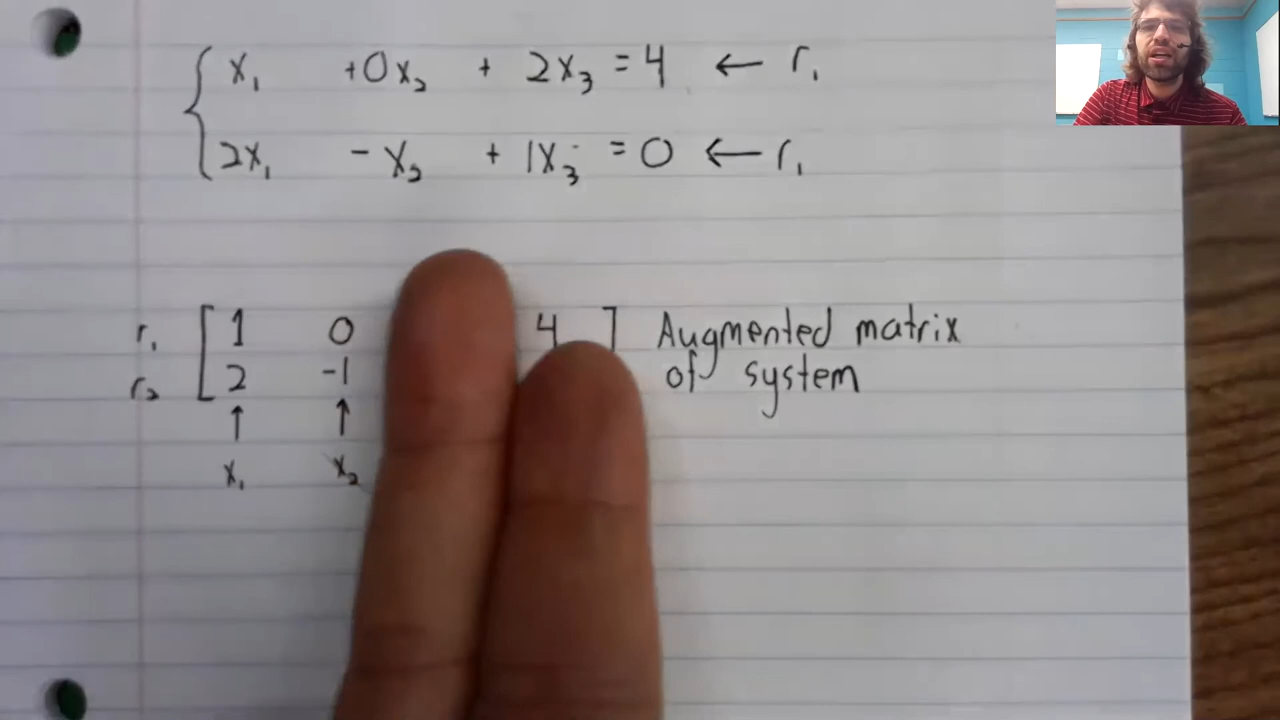 x₁ +0x₂ + 2x₃ = 4 ← r₁
2x₁ - x₂ + 1x₃ = 0 ← r₁
r₁ [ 1 0 4 ] Augmented matrix
r₂ [ 2 -1 of system
↑ ↑
x₁ x₂